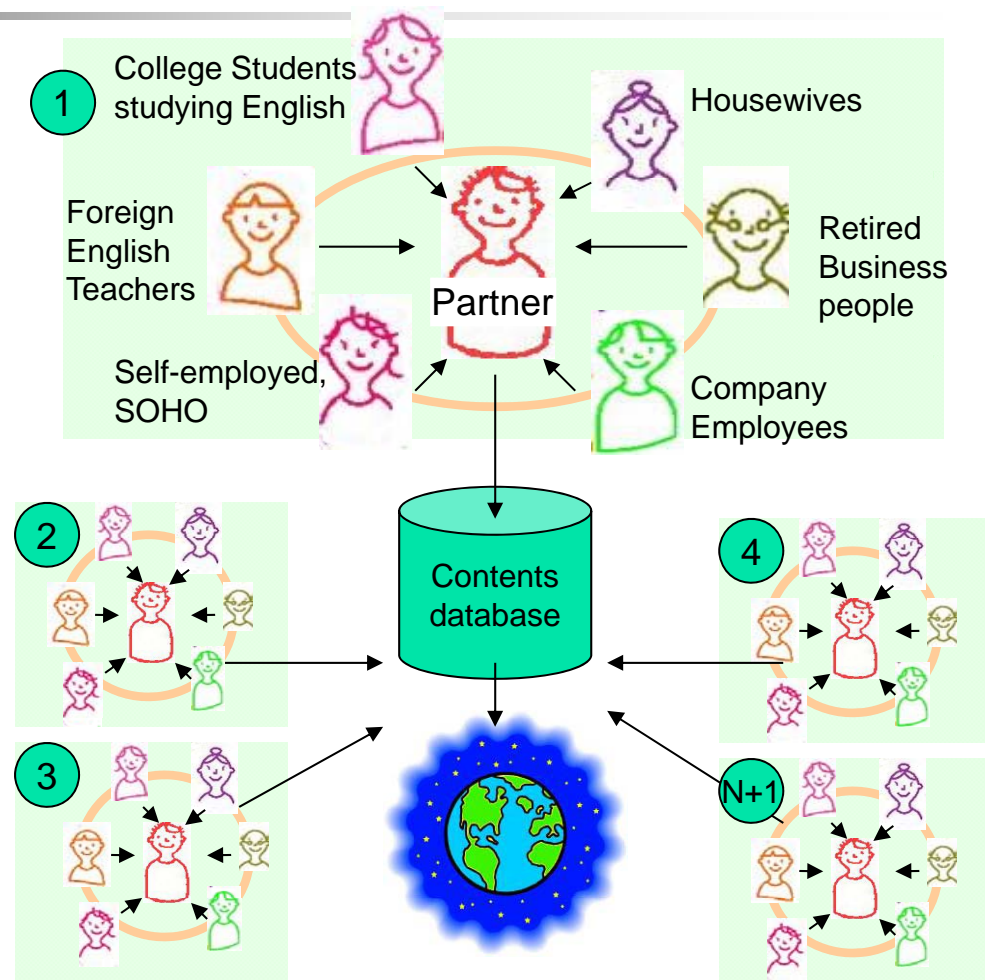 1
College Students
studying English
Housewives
Foreign
English
Teachers
Retired
Business
people
Partner
Self-employed,
SOHO
Company
Employees
2
4
Contents
database
3
N+1